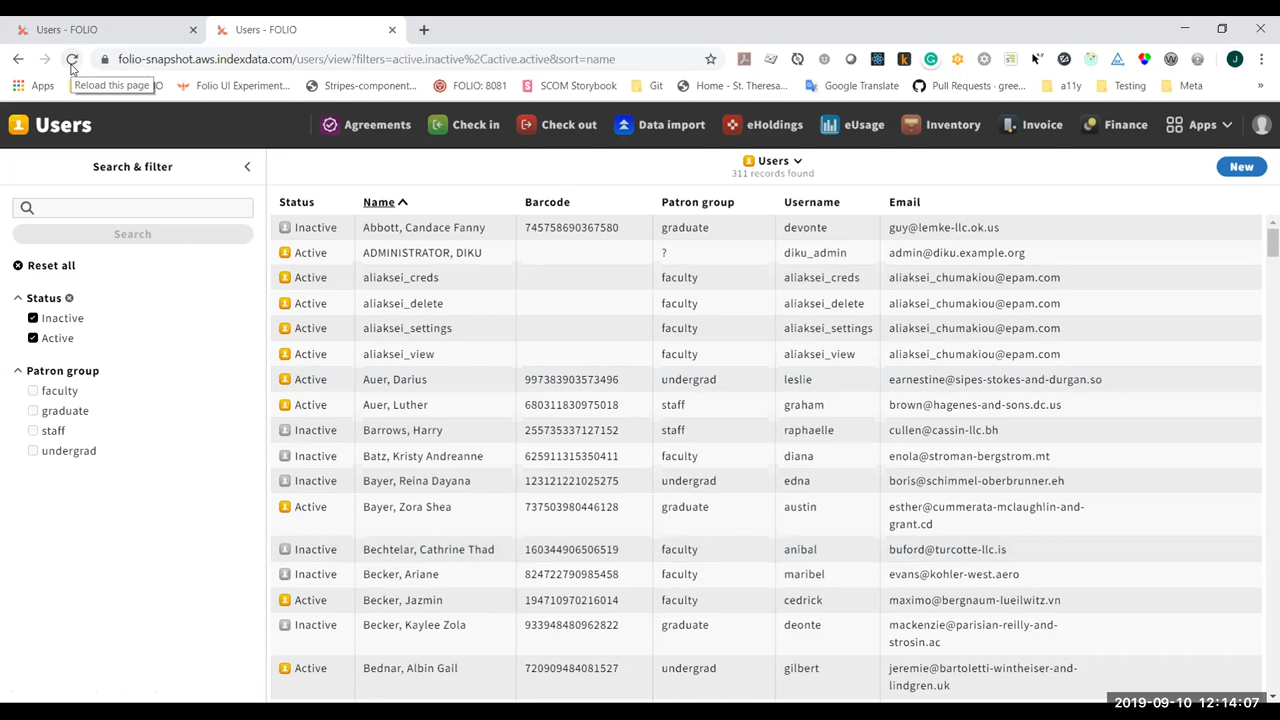 Users - FOLIO
Users - FOLIO
folio-snapshot.aws.indexdata.com/users/view?filters=active.inactive%2Cactive.active&sort=name
Apps
Reload this page
Folio UI Experiment...
Stripes-component...
FOLIO: 8081
SCOM Storybook
Git
Home - St. Theresa...
Google Translate
Pull Requests · gree...
a11y
Testing
Meta
»
Users
Agreements
Check in
Check out
Data import
eHoldings
eUsage
Inventory
Invoice
Finance
Apps
Search & filter
Users
311 records found
New
Search
Reset all
Status
Inactive
Active
Patron group
faculty
graduate
staff
undergrad
Status Name Barcode Patron group Username Email
Inactive Abbott, Candace Fanny 745758690367580 graduate devonte guy@lemke-llc.ok.us
Active ADMINISTRATOR, DIKU ? diku_admin admin@diku.example.org
Active aliaksei_creds faculty aliaksei_creds aliaksei_chumakiou@epam.com
Active aliaksei_delete faculty aliaksei_delete aliaksei_chumakiou@epam.com
Active aliaksei_settings faculty aliaksei_settings aliaksei_chumakiou@epam.com
Active aliaksei_view faculty aliaksei_view aliaksei_chumakiou@epam.com
Active Auer, Darius 997383903573496 undergrad leslie earnestine@sipes-stokes-and-durgan.so
Active Auer, Luther 680311830975018 staff graham brown@hagenes-and-sons.dc.us
Inactive Barrows, Harry 255735337127152 staff raphaelle cullen@cassin-llc.bh
Inactive Batz, Kristy Andreanne 625911315350411 faculty diana enola@stroman-bergstrom.mt
Inactive Bayer, Reina Dayana 123121221025275 undergrad edna boris@schimmel-oberbrunner.eh
Active Bayer, Zora Shea 737503980446128 graduate austin esther@cummerata-mclaughlin-and-
grant.cd
Inactive Bechtelar, Cathrine Thad 160344906506519 faculty anibal buford@turcotte-llc.is
Inactive Becker, Ariane 824722790985458 faculty maribel evans@kohler-west.aero
Active Becker, Jazmin 194710970216014 faculty cedrick maximo@bergnaum-lueilwitz.vn
Inactive Becker, Kaylee Zola 933948480962822 graduate deonte mackenzie@parisian-reilly-and-
strosin.ac
Active Bednar, Albin Gail 720909484081527 undergrad gilbert jeremie@bartoletti-wintheiser-and-
lindgren.uk
2019-09-10 12:14:07